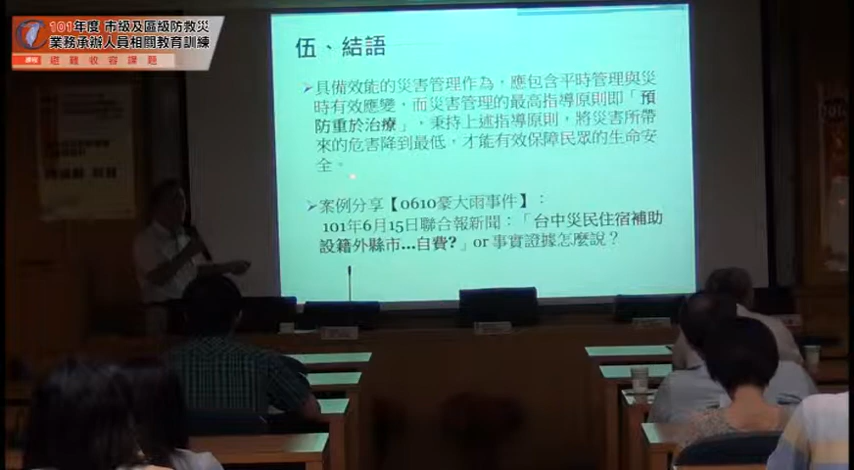 101年度 市級及區級防救災
業務承辦人員相關教育訓練
課程 避難收容課題
伍、結語
➢具備效能的災害管理作為，應包含平時管理與災
時有效應變，而災害管理的最高指導原則即「預
防重於治療」，秉持上述指導原則，將災害所帶
來的危害降到最低，才能有效保障民眾的生命安
全。
➢案例分享【0610豪大雨事件】：
101年6月15日聯合報新聞：「台中災民住宿補助
設籍外縣市...自費?」or 事實證據怎麼說？